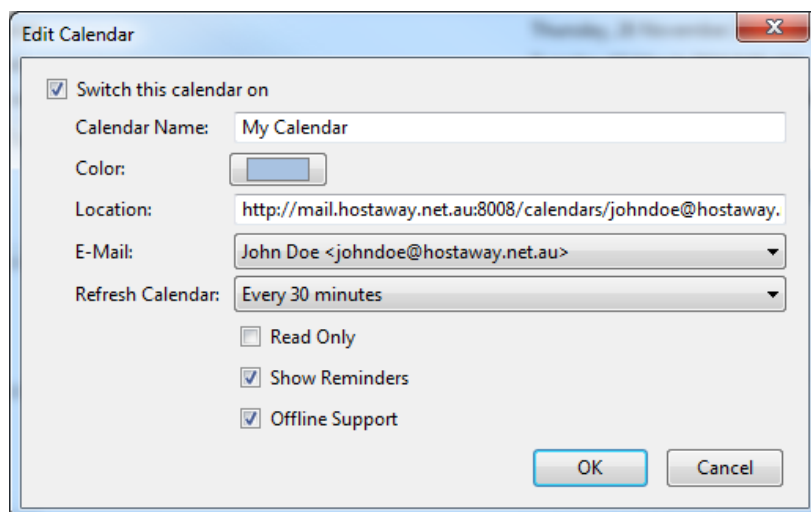 Edit Calendar
Switch this calendar on
Calendar Name: My Calendar
Color:
Location: http://mail.hostaway.net.au:8008/calendars/johndoe@hostaway.
E-Mail: John Doe <johndoe@hostaway.net.au>
Refresh Calendar: Every 30 minutes
Read Only
Show Reminders
Offline Support
OK Cancel